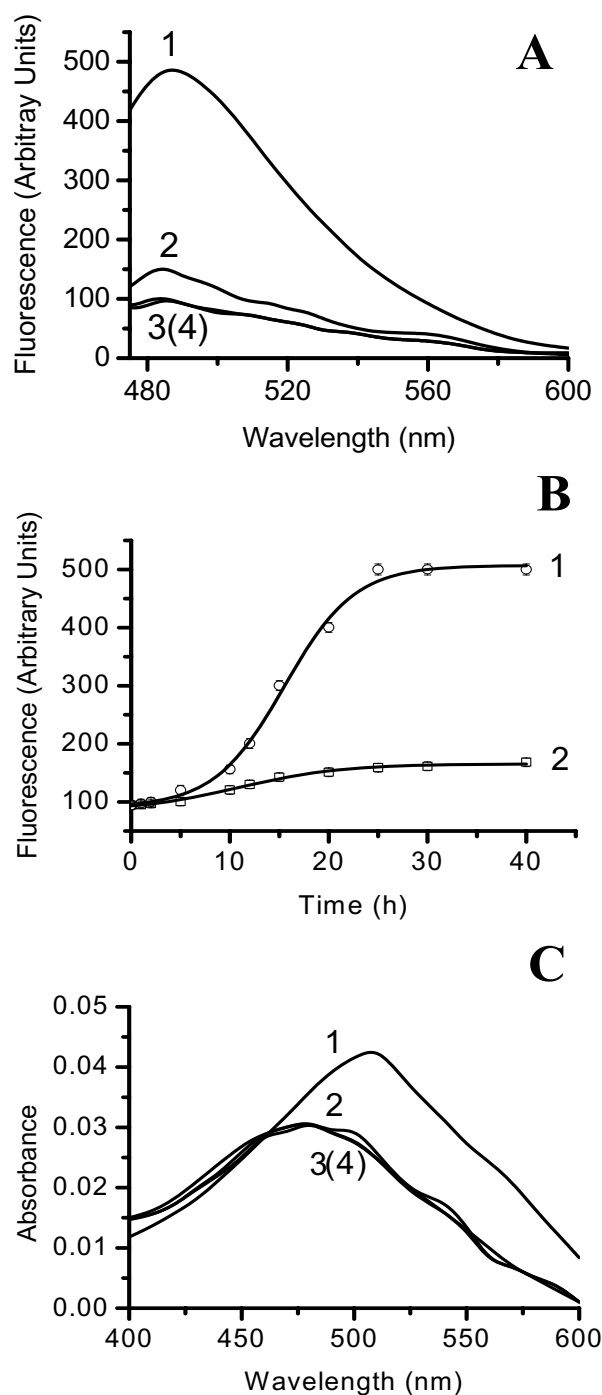 A
Fluorescence (Arbitray Units)
500
400
300
200
100
0
1
2
3(4)
480 520 560 600
Wavelength (nm)
B
Fluorescence (Arbitrary Units)
500
400
300
200
100
1
2
0 10 20 30 40
Time (h)
C
Absorbance
0.05
0.04
0.03
0.02
0.01
0.00
1
2
3(4)
400 450 500 550 600
Wavelength (nm)